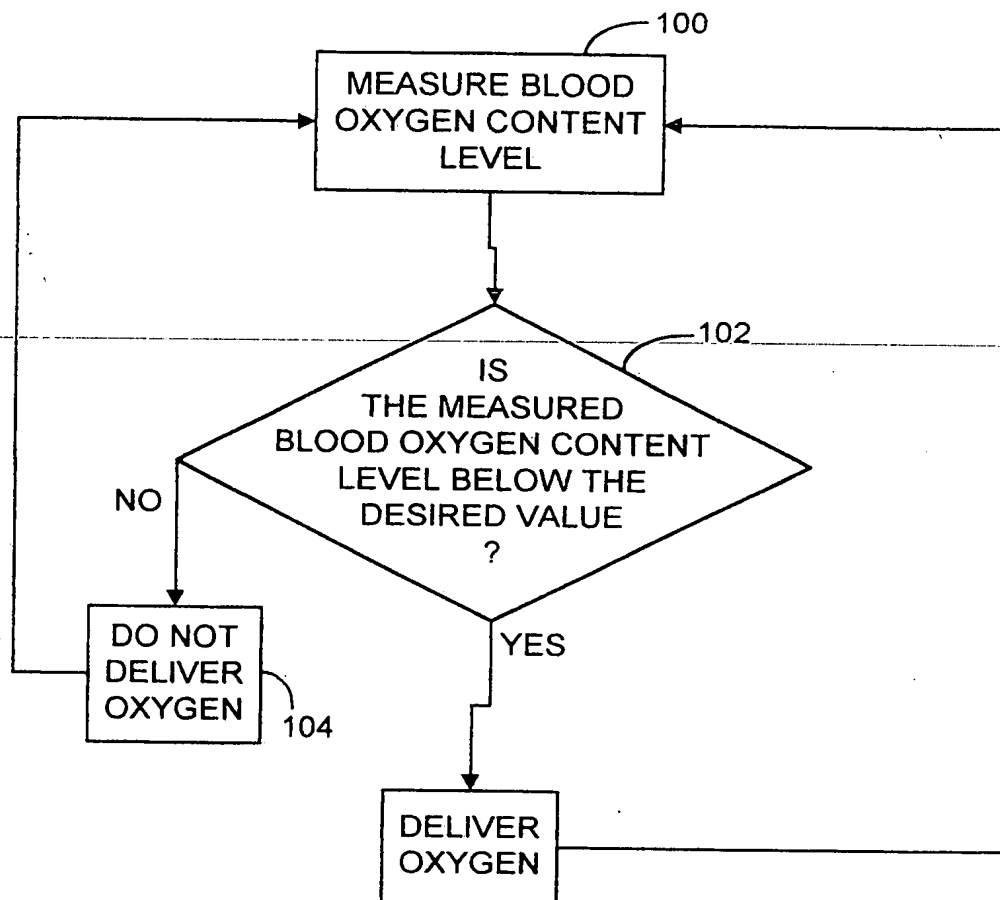 100
MEASURE BLOOD
OXYGEN CONTENT
LEVEL
102
IS
THE MEASURED
BLOOD OXYGEN CONTENT
LEVEL BELOW THE
DESIRED VALUE
?
NO
YES
DO NOT
DELIVER
OXYGEN
104
DELIVER
OXYGEN